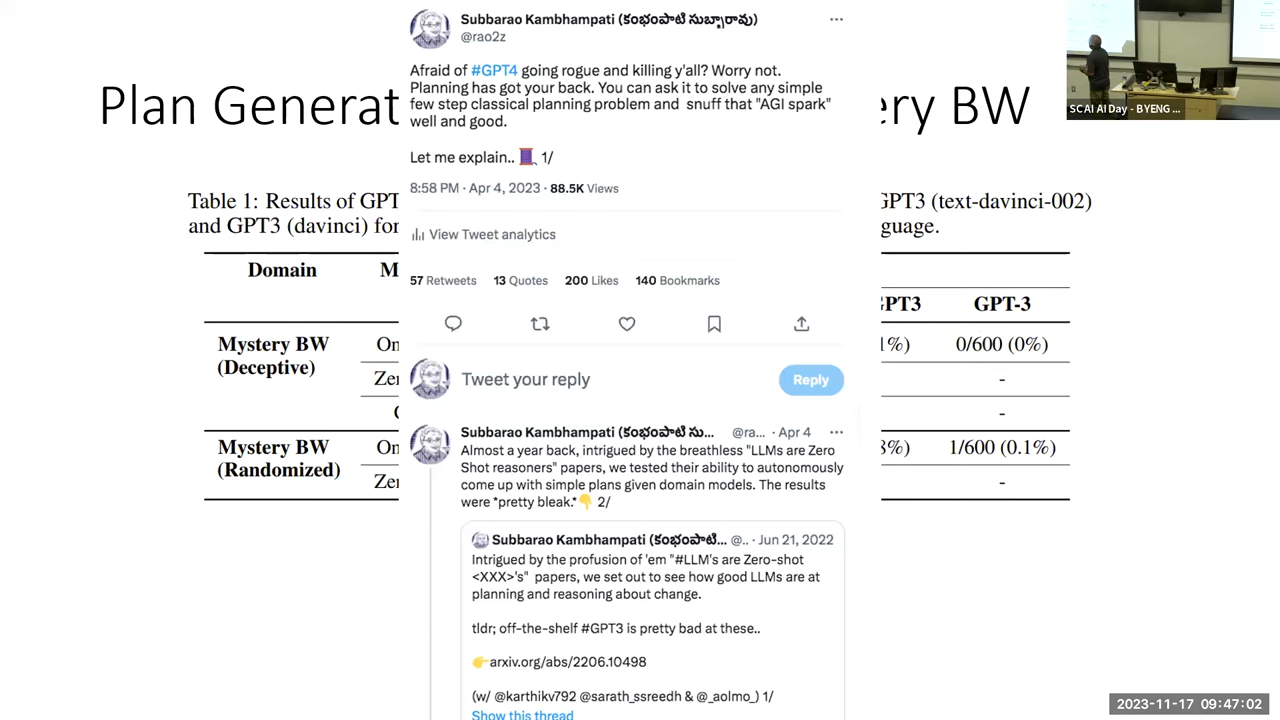 Subbarao Kambhampati (కంభంపాటి సుబ్బారావు)
@rao2z
Afraid of #GPT4 going rogue and killing y'all? Worry not.
Planning has got your back. You can ask it to solve any simple
few step classical planning problem and snuff that "AGI spark"
well and good.
Let me explain.. 🧵 1/
8:58 PM · Apr 4, 2023 · 88.5K Views
View Tweet analytics
57 Retweets 13 Quotes 200 Likes 140 Bookmarks
Tweet your reply
Reply
Subbarao Kambhampati (కంభంపాటి సు... @ra... · Apr 4
Almost a year back, intrigued by the breathless "LLMs are Zero
Shot reasoners" papers, we tested their ability to autonomously
come up with simple plans given domain models. The results
were *pretty bleak.*👇 2/
Subbarao Kambhampati (కంభంపాటి... @.. · Jun 21, 2022
Intrigued by the profusion of 'em "#LLM's are Zero-shot
<XXX>'s" papers, we set out to see how good LLMs are at
planning and reasoning about change.
tldr; off-the-shelf #GPT3 is pretty bad at these..
👉arxiv.org/abs/2206.10498
(w/ @karthikv792 @sarath_ssreedh & @_aolmo_) 1/
Show this thread
Plan Generat
ery BW
Table 1: Results of GPT
GPT3 (text-davinci-002)
and GPT3 (davinci) for
guage.
Domain M
GPT3 GPT-3
Mystery BW On
1%) 0/600 (0%)
(Deceptive) Zer
-
-
Mystery BW On
3%) 1/600 (0.1%)
(Randomized) Zer
-
SCAI AI Day - BYENG ...
2023-11-17 09:47:02